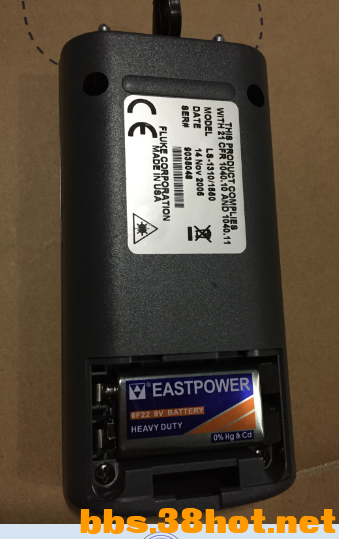 THIS PRODUCT COMPLIES
WITH 21 CFR 1040.10 AND 1040.11
MODEL LS-1310/1550
DATE 14 Nov 2006
SER# 9038048
FLUKE CORPORATION
MADE IN USA
CE
EASTPOWER
6F22 9V BATTERY
HEAVY DUTY
0% Hg & Cd
bbs.38hot.net